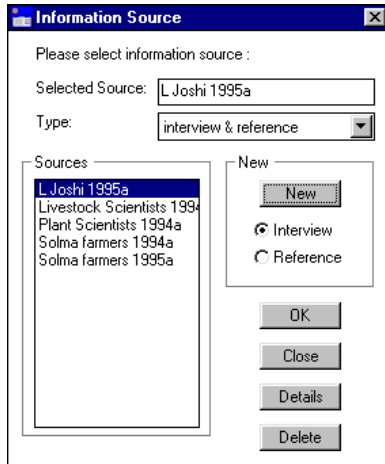 Information Source
Please select information source :
Selected Source: L Joshi 1995a
Type: interview & reference
Sources
L Joshi 1995a
Livestock Scientists 1994
Plant Scientists 1994a
Solma farmers 1994a
Solma farmers 1995a
New
New
Interview
Reference
OK
Close
Details
Delete